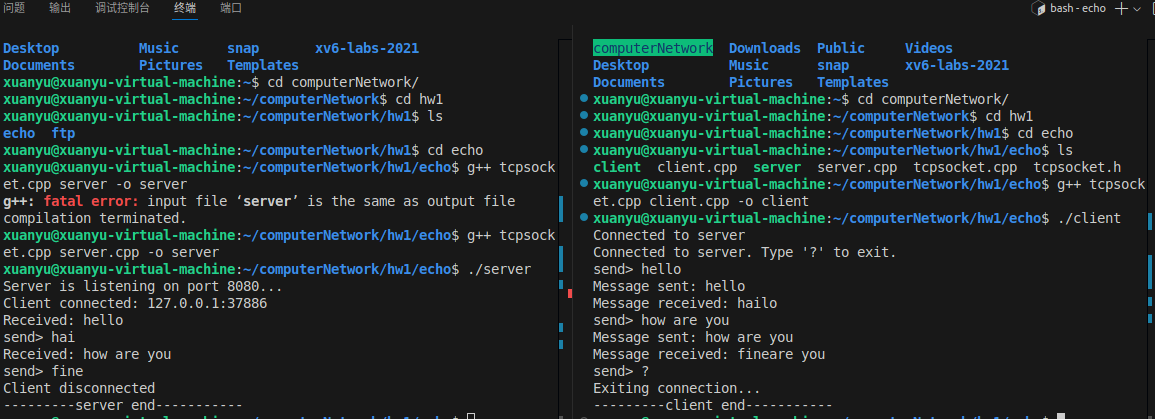 问题 输出 调试控制台 终端 端口
bash - echo
Desktop Music snap xv6-labs-2021
Documents Pictures Templates
xuanyu@xuanyu-virtual-machine:~$ cd computerNetwork/
xuanyu@xuanyu-virtual-machine:~/computerNetwork$ cd hw1
xuanyu@xuanyu-virtual-machine:~/computerNetwork/hw1$ ls
echo ftp
xuanyu@xuanyu-virtual-machine:~/computerNetwork/hw1$ cd echo
xuanyu@xuanyu-virtual-machine:~/computerNetwork/hw1/echo$ g++ tcpsock
et.cpp server -o server
g++: fatal error: input file ‘server’ is the same as output file
compilation terminated.
xuanyu@xuanyu-virtual-machine:~/computerNetwork/hw1/echo$ g++ tcpsock
et.cpp server.cpp -o server
xuanyu@xuanyu-virtual-machine:~/computerNetwork/hw1/echo$ ./server
Server is listening on port 8080...
Client connected: 127.0.0.1:37886
Received: hello
send> hai
Received: how are you
send> fine
Client disconnected
---------server end-----------
computerNetwork Downloads Public Videos
Desktop Music snap xv6-labs-2021
Documents Pictures Templates
xuanyu@xuanyu-virtual-machine:~$ cd computerNetwork/
xuanyu@xuanyu-virtual-machine:~/computerNetwork$ cd hw1
xuanyu@xuanyu-virtual-machine:~/computerNetwork/hw1$ cd echo
xuanyu@xuanyu-virtual-machine:~/computerNetwork/hw1/echo$ ls
client client.cpp server server.cpp tcpsocket.cpp tcpsocket.h
xuanyu@xuanyu-virtual-machine:~/computerNetwork/hw1/echo$ g++ tcpsock
et.cpp client.cpp -o client
xuanyu@xuanyu-virtual-machine:~/computerNetwork/hw1/echo$ ./client
Connected to server
Connected to server. Type '?' to exit.
send> hello
Message sent: hello
Message received: hailo
send> how are you
Message sent: how are you
Message received: fineare you
send> ?
Exiting connection...
---------client end-----------